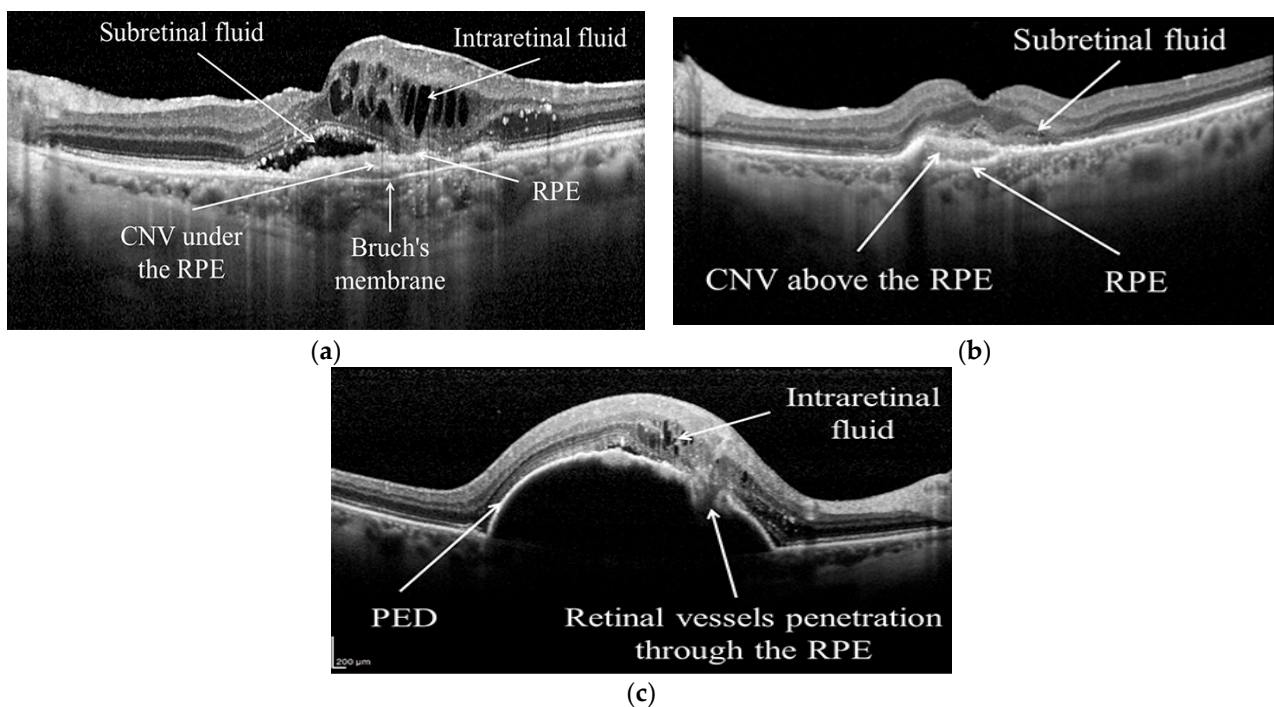 Subretinal fluid
Intraretinal fluid
RPE
CNV under
the RPE
Bruch's
membrane
(a)
Subretinal fluid
CNV above the RPE
RPE
(b)
Intraretinal
fluid
PED
Retinal vessels penetration
through the RPE
200 µm
(c)